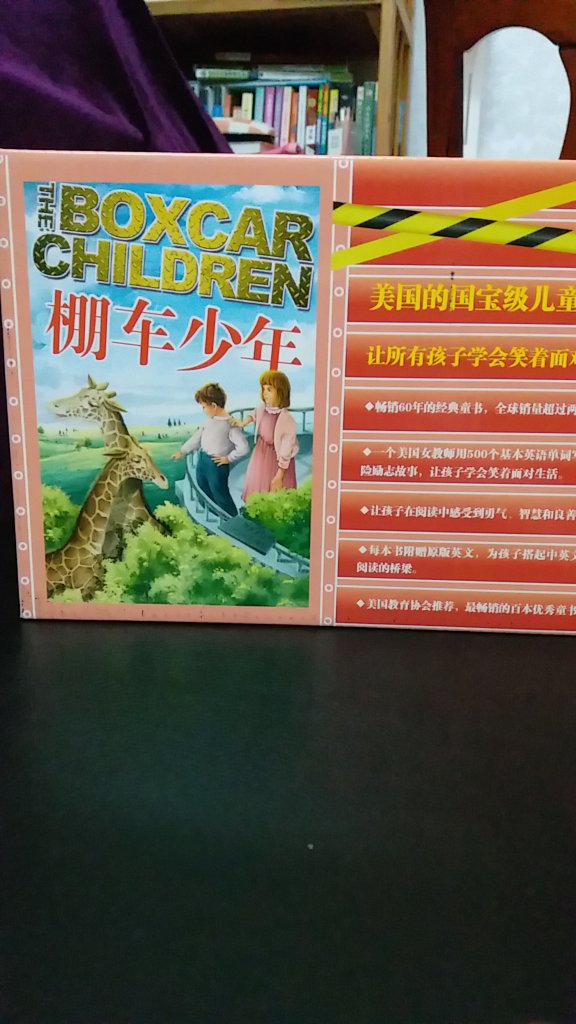 THE BOXCAR
CHILDREN
棚车少年
美国的国宝级儿童
让所有孩子学会笑着面对
◆畅销60年的经典童书，全球销量超过两
◆一个美国女教师用500个基本英语单词
险励志故事，让孩子学会笑着面对生活。
◆让孩子在阅读中感受到勇气、智慧和良善
◆每本书附赠原版英文，为孩子搭起中英文
阅读的桥梁。
◆美国教育协会推荐，最畅销的百本优秀童书